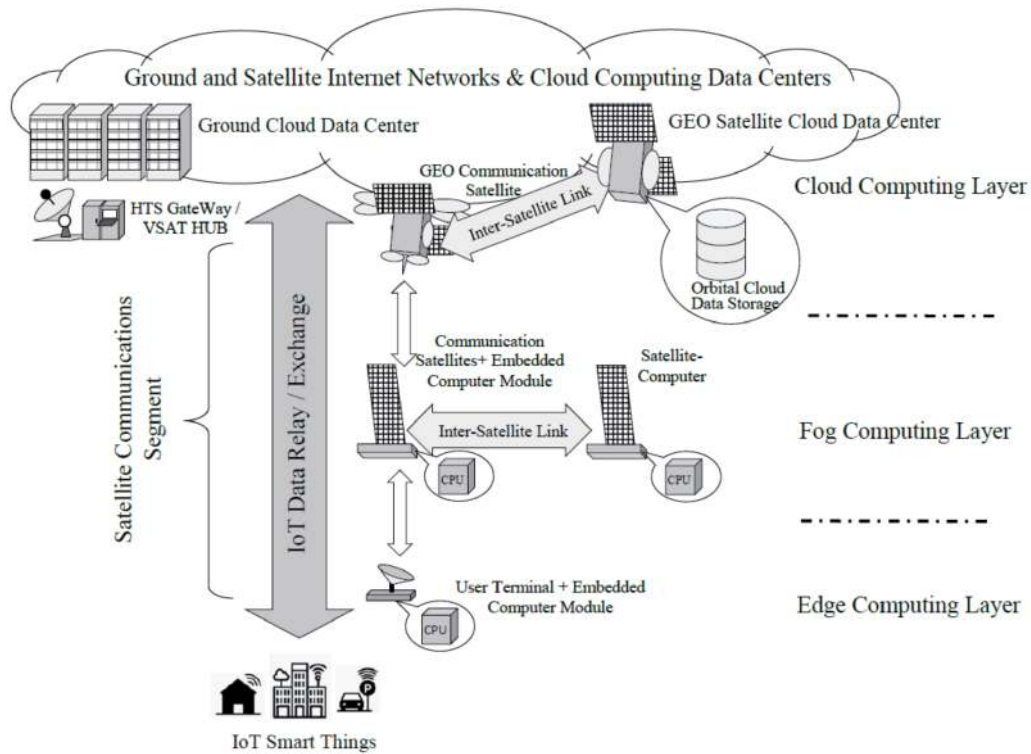 Ground and Satellite Internet Networks & Cloud Computing Data Centers
Ground Cloud Data Center
GEO Satellite Cloud Data Center
GEO Communication
Satellite
Cloud Computing Layer
HTS GateWay /
VSAT HUB
Inter-Satellite Link
Orbital Cloud
Data Storage
Satellite Communications
Segment
IoT Data Relay / Exchange
Communication
Satellites+ Embedded
Computer Module
Satellite-
Computer
Inter-Satellite Link
Fog Computing Layer
CPU
CPU
User Terminal + Embedded
Computer Module
Edge Computing Layer
CPU
P
IoT Smart Things